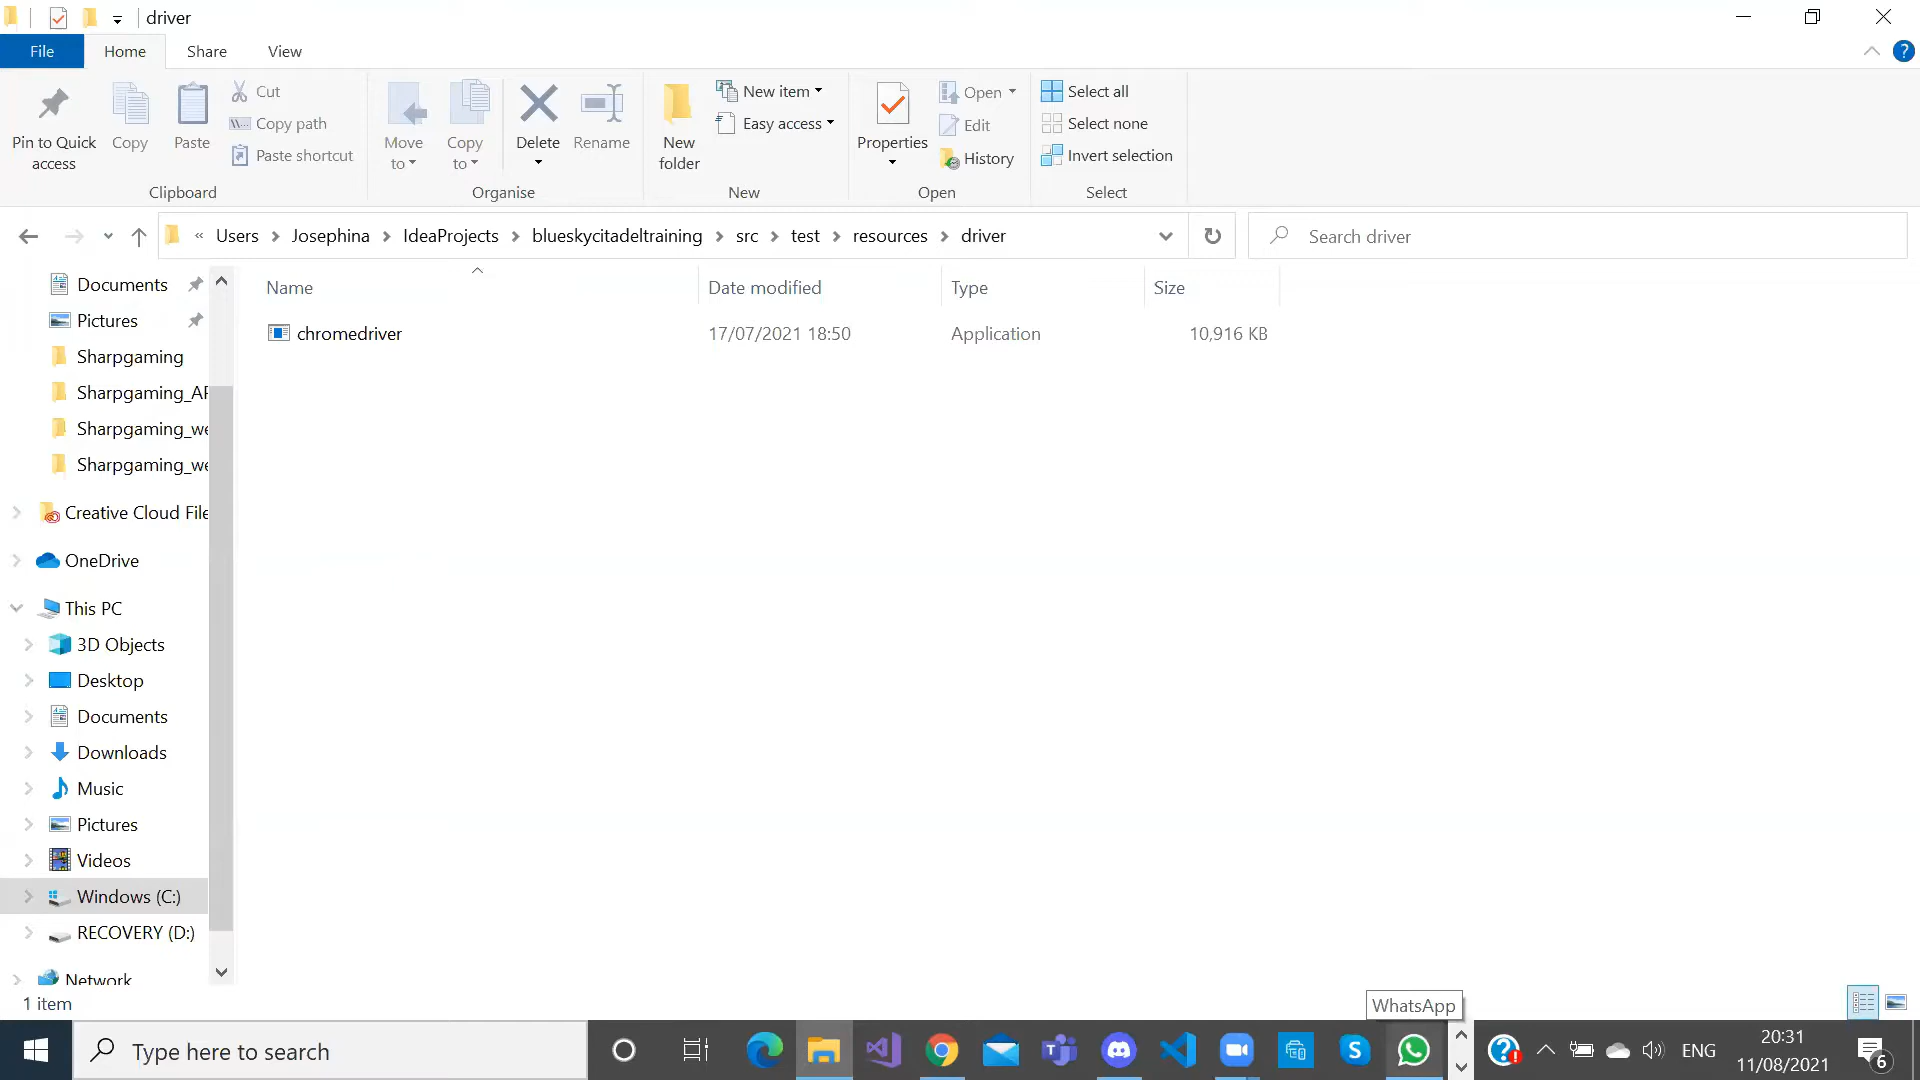 driver
File
Home
Share
View
Pin to Quick access
Copy
Paste
Cut
Copy path
Paste shortcut
Clipboard
Move to
Copy to
Delete
Rename
Organise
New folder
New item
Easy access
New
Properties
Open
Edit
History
Open
Select all
Select none
Invert selection
Select
« Users > Josephina > IdeaProjects > blueskycitadeltraining > src > test > resources > driver
Search driver
Name Date modified Type Size
chromedriver 17/07/2021 18:50 Application 10,916 KB
Documents
Pictures
Sharpgaming
Sharpgaming_AP
Sharpgaming_we
Sharpgaming_we
Creative Cloud File
OneDrive
This PC
3D Objects
Desktop
Documents
Downloads
Music
Pictures
Videos
Windows (C:)
RECOVERY (D:)
Network
1 item
WhatsApp
Type here to search
ENG
20:31
11/08/2021
6